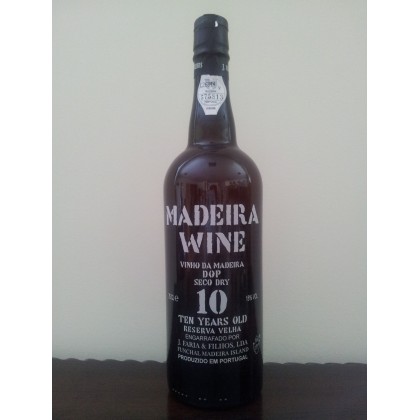 MADEIRA
WINE
VINHO DA MADEIRA
DOP
SECO DRY
10
TEN YEARS OLD
RESERVA VELHA
ENGARRAFADO POR
J. FARIA & FILHOS, LDA
FUNCHAL MADEIRA ISLAND
PRODUZIDO EM PORTUGAL